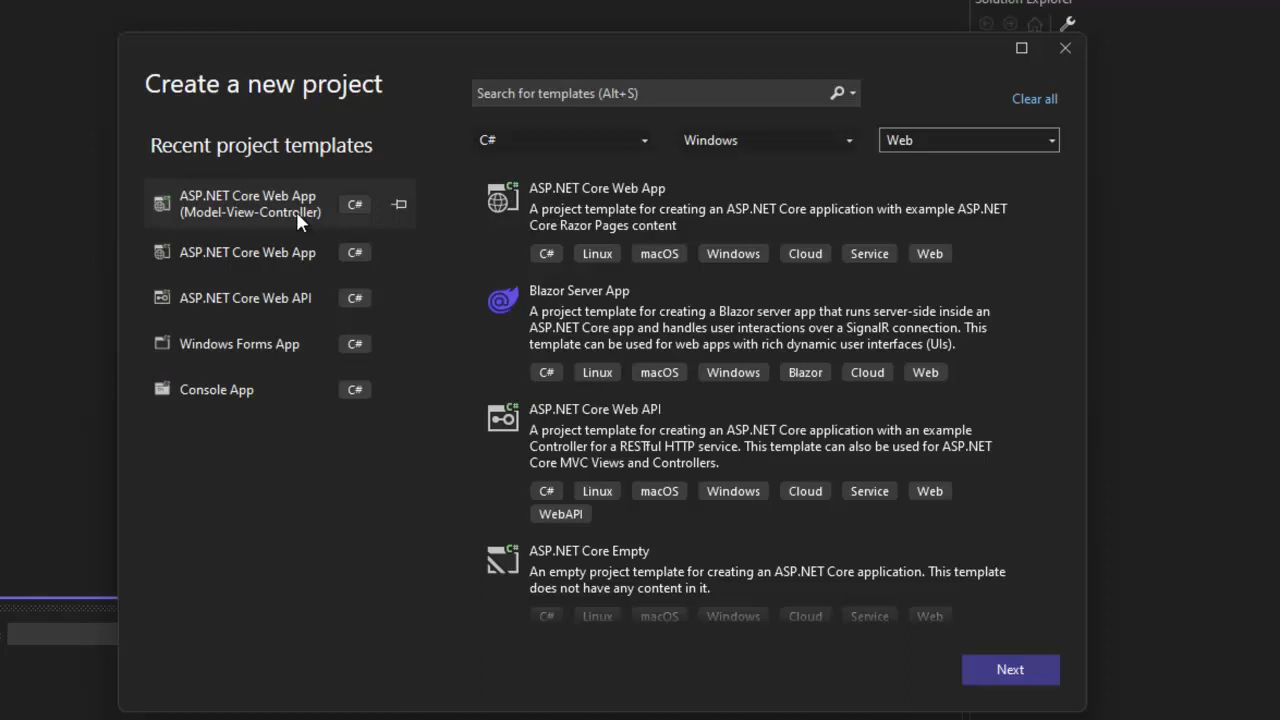 Solution Explorer
Create a new project
Search for templates (Alt+S)
Clear all
Recent project templates
C#
Windows
Web
ASP.NET Core Web App
(Model-View-Controller)
C#
ASP.NET Core Web App
C#
ASP.NET Core Web API
C#
Windows Forms App
C#
Console App
C#
C#
ASP.NET Core Web App
A project template for creating an ASP.NET Core application with example ASP.NET
Core Razor Pages content
C# Linux macOS Windows Cloud Service Web
Blazor Server App
A project template for creating a Blazor server app that runs server-side inside an
ASP.NET Core app and handles user interactions over a SignalR connection. This
template can be used for web apps with rich dynamic user interfaces (UIs).
C# Linux macOS Windows Blazor Cloud Web
C#
ASP.NET Core Web API
A project template for creating an ASP.NET Core application with an example
Controller for a RESTful HTTP service. This template can also be used for ASP.NET
Core MVC Views and Controllers.
C# Linux macOS Windows Cloud Service Web
WebAPI
C#
ASP.NET Core Empty
An empty project template for creating an ASP.NET Core application. This template
does not have any content in it.
C# Linux macOS Windows Cloud Service Web
Next